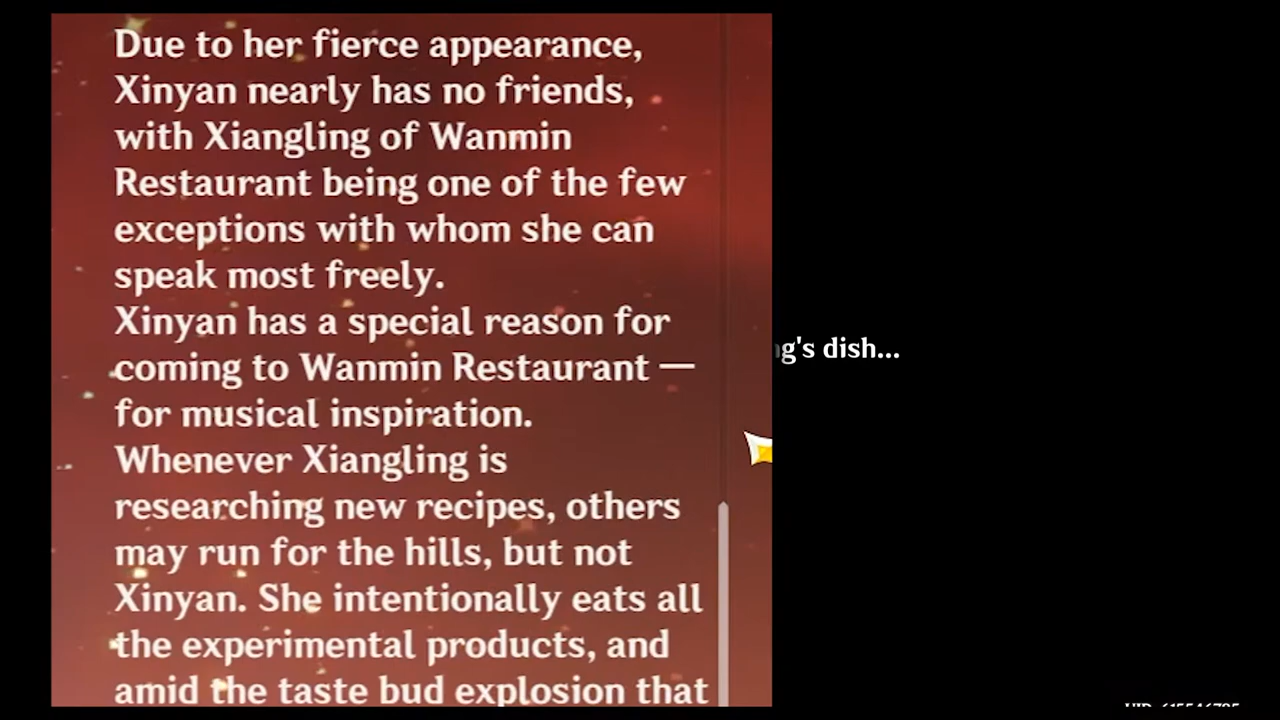 Due to her fierce appearance,
Xinyan nearly has no friends,
with Xiangling of Wanmin
Restaurant being one of the few
exceptions with whom she can
speak most freely.
Xinyan has a special reason for
coming to Wanmin Restaurant —
for musical inspiration.
Whenever Xiangling is
researching new recipes, others
may run for the hills, but not
Xinyan. She intentionally eats all
the experimental products, and
amid the taste bud explosion that
g's dish...